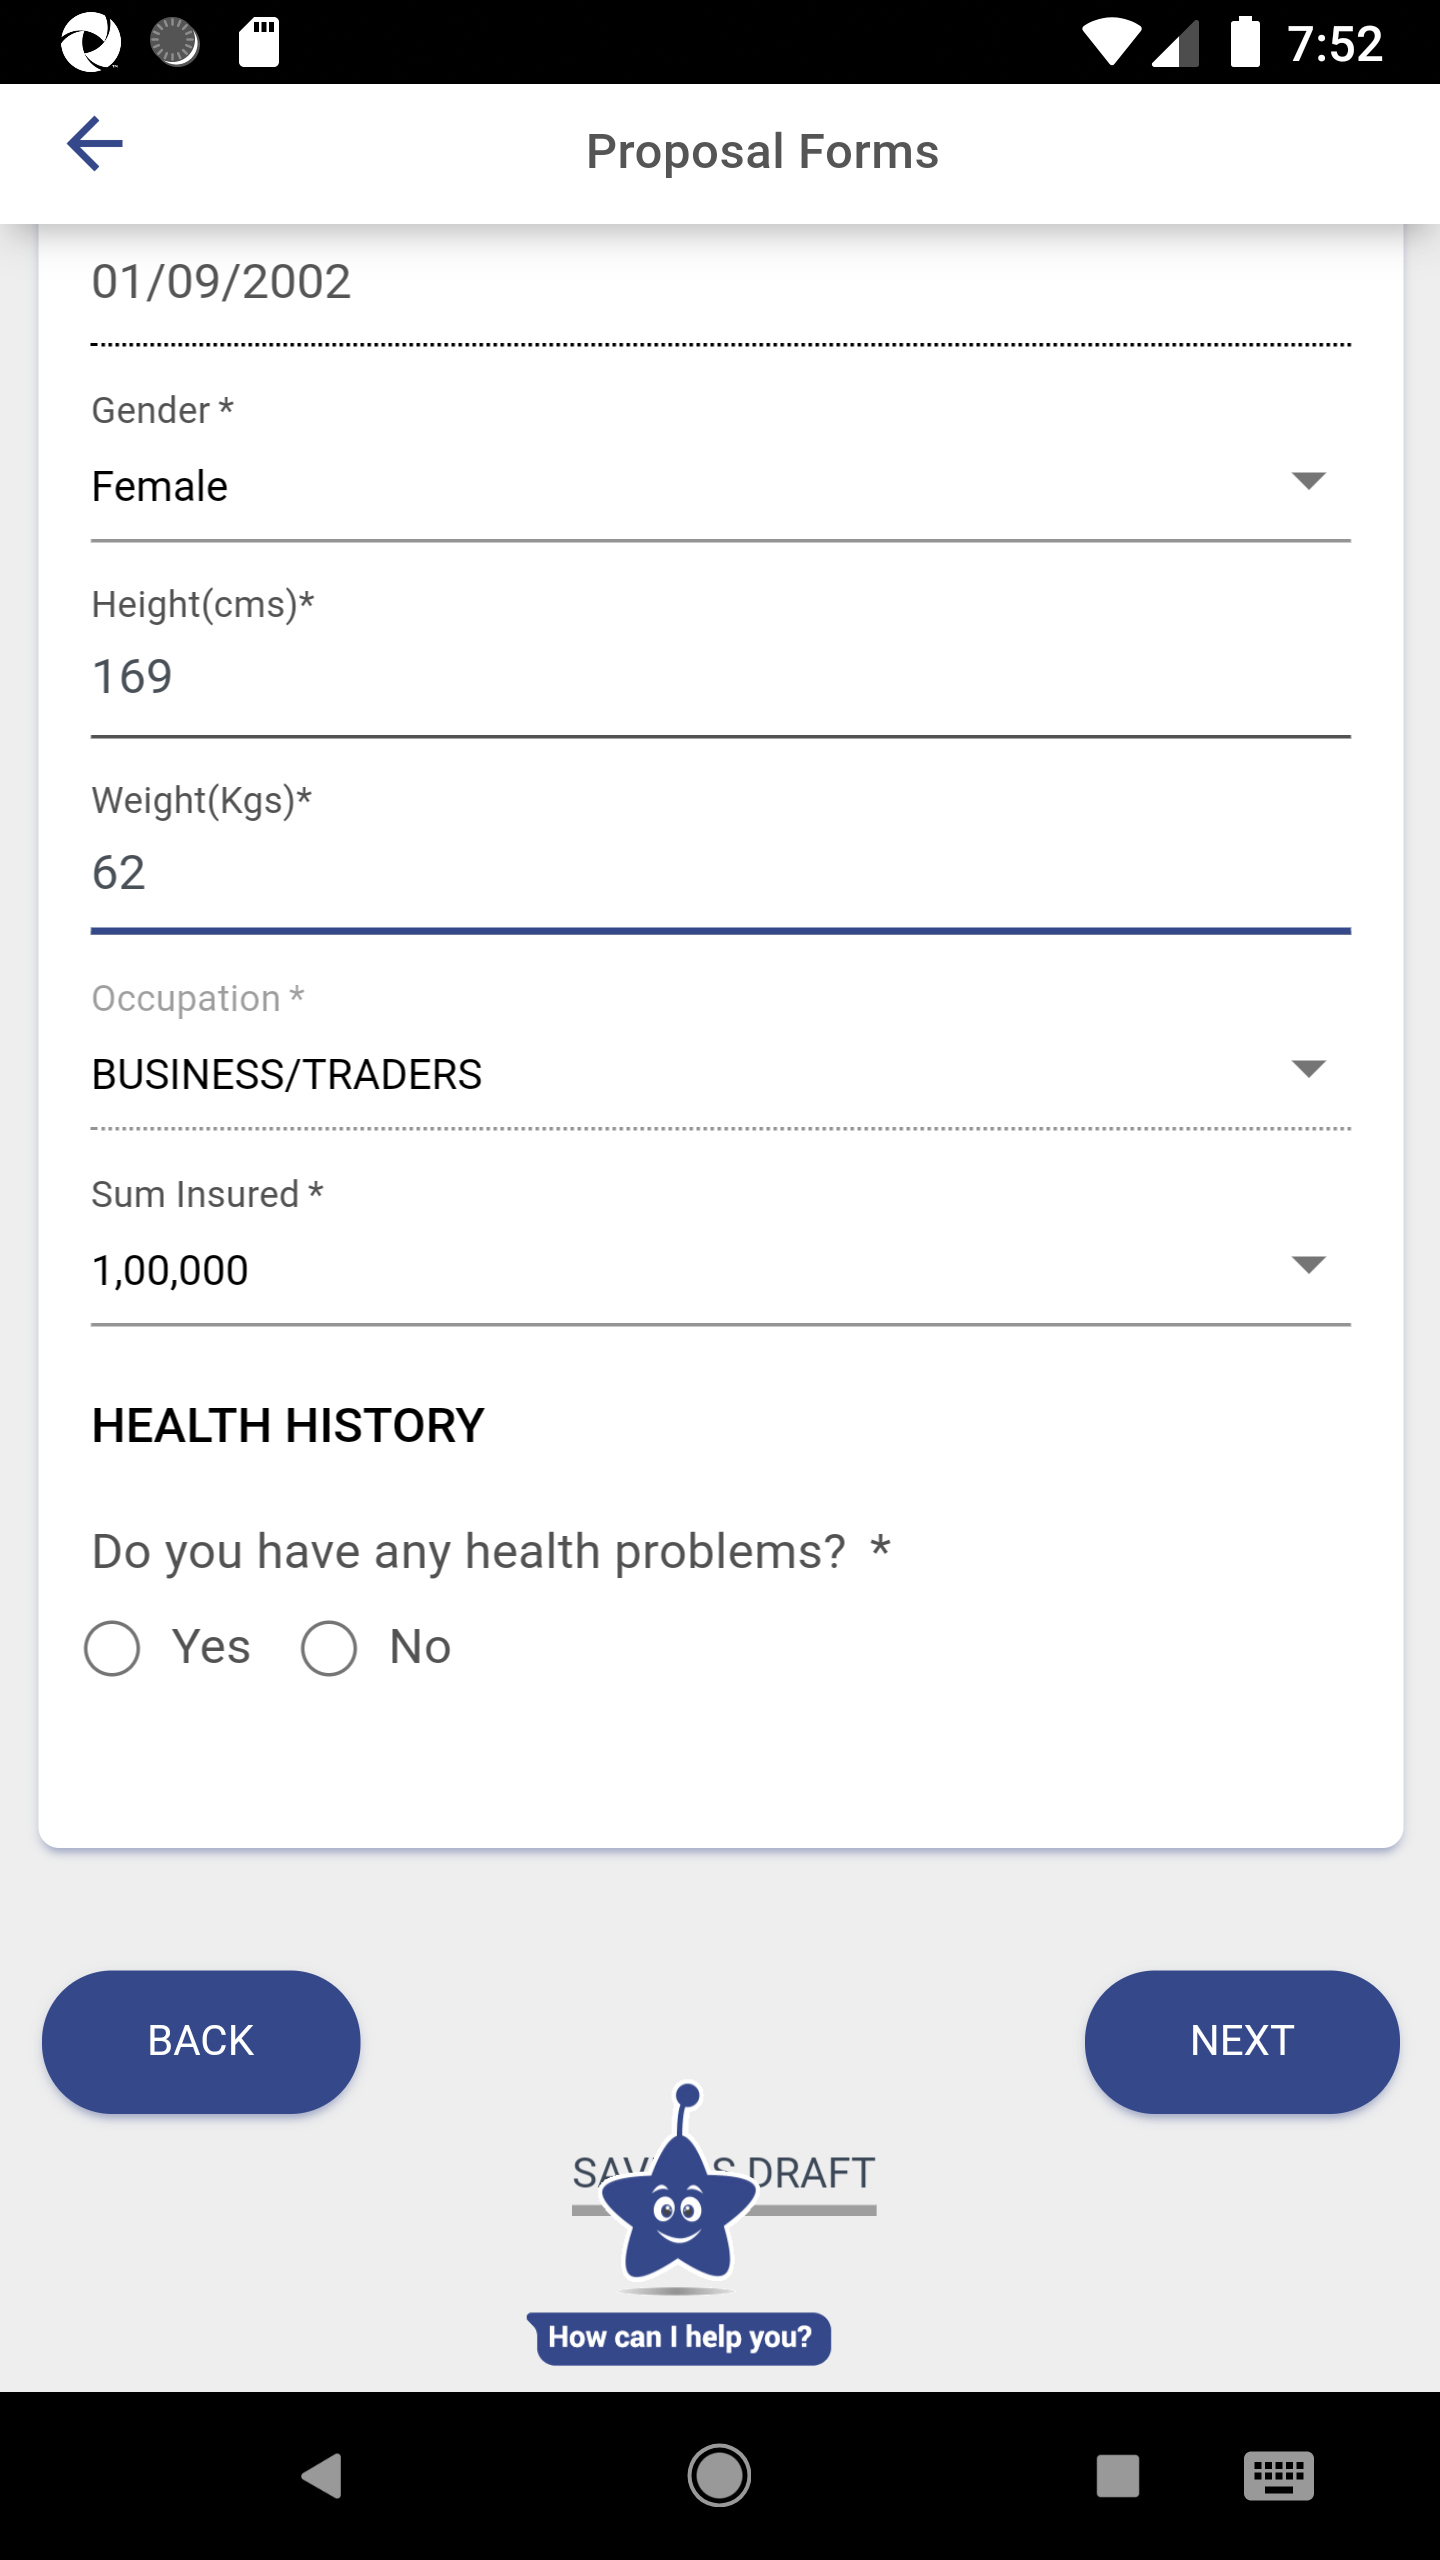 7:52
Proposal Forms
01/09/2002
Gender *
Female
Height(cms)*
169
Weight(Kgs)*
62
Occupation *
BUSINESS/TRADERS
Sum Insured *
1,00,000
HEALTH HISTORY
Do you have any health problems? *
Yes No
BACK NEXT
DRAFT
How can I help you?